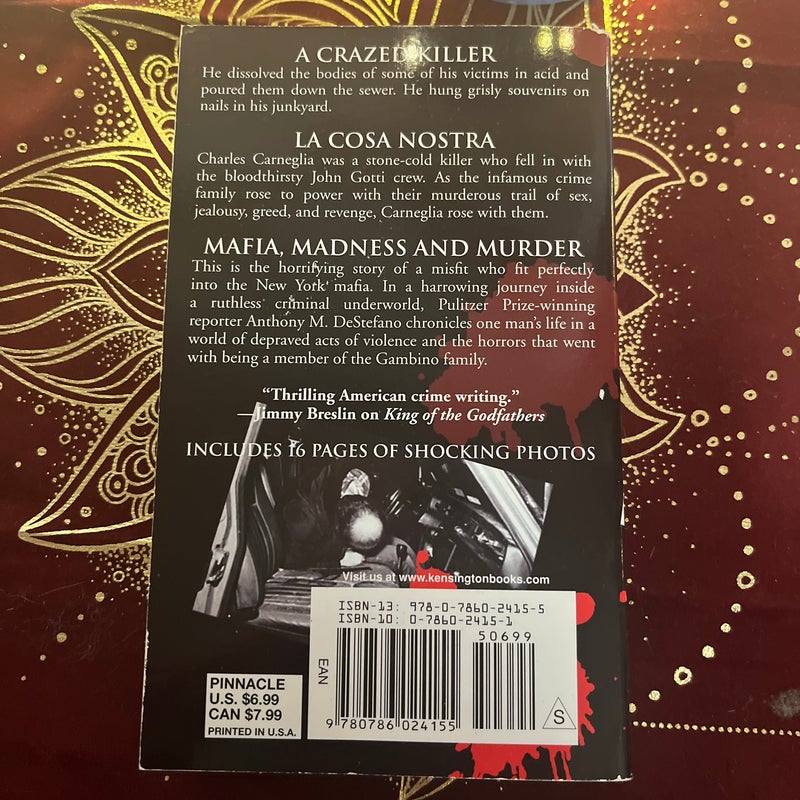 A CRAZED KILLER
He dissolved the bodies of some of his victims in acid and
poured them down the sewer. He hung grisly souvenirs on
nails in his junkyard.
LA COSA NOSTRA
Charles Carneglia was a stone-cold killer who fell in with
the bloodthirsty John Gotti crew. As the infamous crime
family rose to power with their murderous trail of sex,
jealousy, greed, and revenge, Carneglia rose with them.
MAFIA, MADNESS AND MURDER
This is the horrifying story of a misfit who fit perfectly
into the New York mafia. In a harrowing journey inside
a ruthless criminal underworld, Pulitzer Prize-winning
reporter Anthony M. DeStefano chronicles one man's life in a
world of depraved acts of violence and the horrors that went
with being a member of the Gambino family.
“Thrilling American crime writing.”
—Jimmy Breslin on King of the Godfathers
INCLUDES 16 PAGES OF SHOCKING PHOTOS
Visit us at www.kensingtonbooks.com
ISBN-13: 978-0-7860-2415-5
ISBN-10: 0-7860-2415-1
50699
EAN
9 780786 024155
S
PINNACLE
U.S. $6.99
CAN $7.99
PRINTED IN U.S.A.